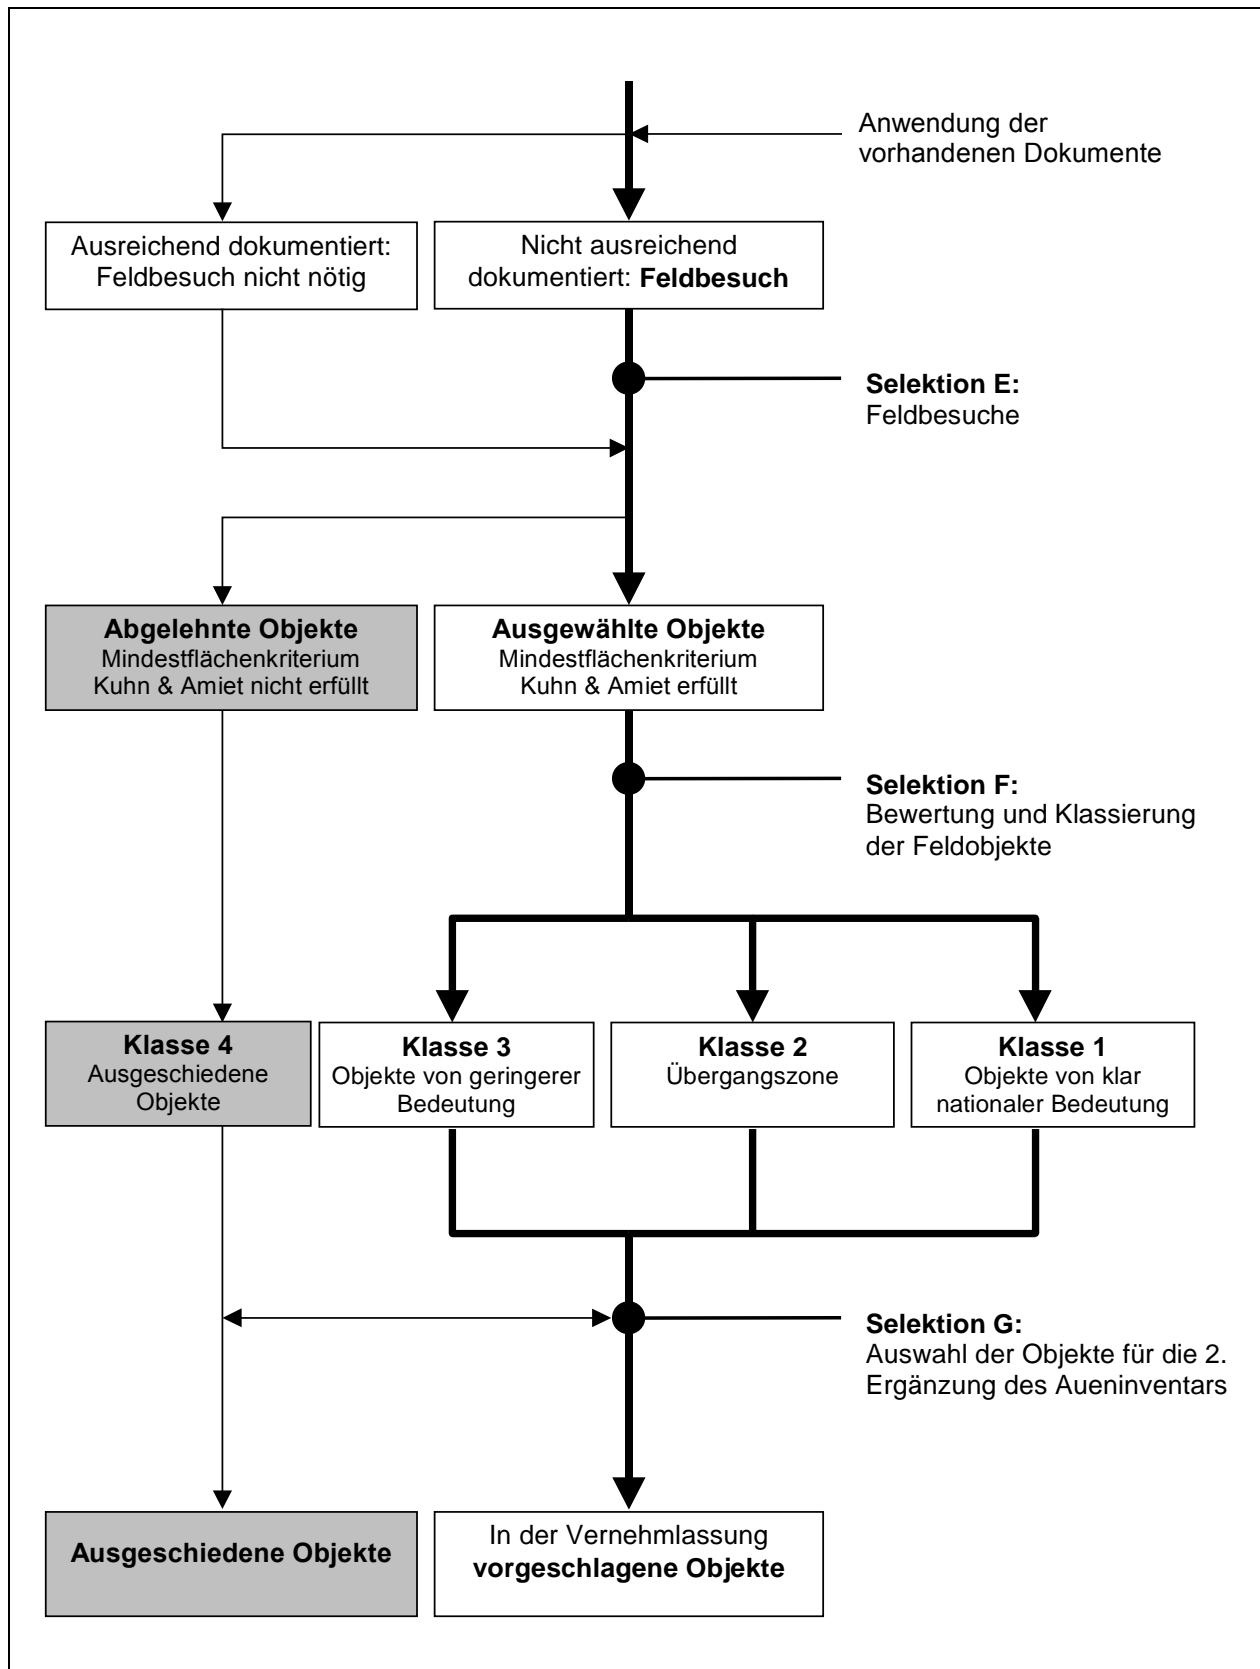 Anwendung der
vorhandenen Dokumente
Ausreichend dokumentiert:
Feldbesuch nicht nötig
Nicht ausreichend
dokumentiert: Feldbesuch
Selektion E:
Feldbesuche
Abgelehnte Objekte
Mindestflächenkriterium
Kuhn & Amiet nicht erfüllt
Ausgewählte Objekte
Mindestflächenkriterium
Kuhn & Amiet erfüllt
Selektion F:
Bewertung und Klassierung
der Feldobjekte
Klasse 4
Ausgeschiedene
Objekte
Klasse 3
Objekte von geringerer
Bedeutung
Klasse 2
Übergangszone
Klasse 1
Objekte von klar
nationaler Bedeutung
Selektion G:
Auswahl der Objekte für die 2.
Ergänzung des Aueninventars
Ausgeschiedene Objekte
In der Vernehmlassung
vorgeschlagene Objekte